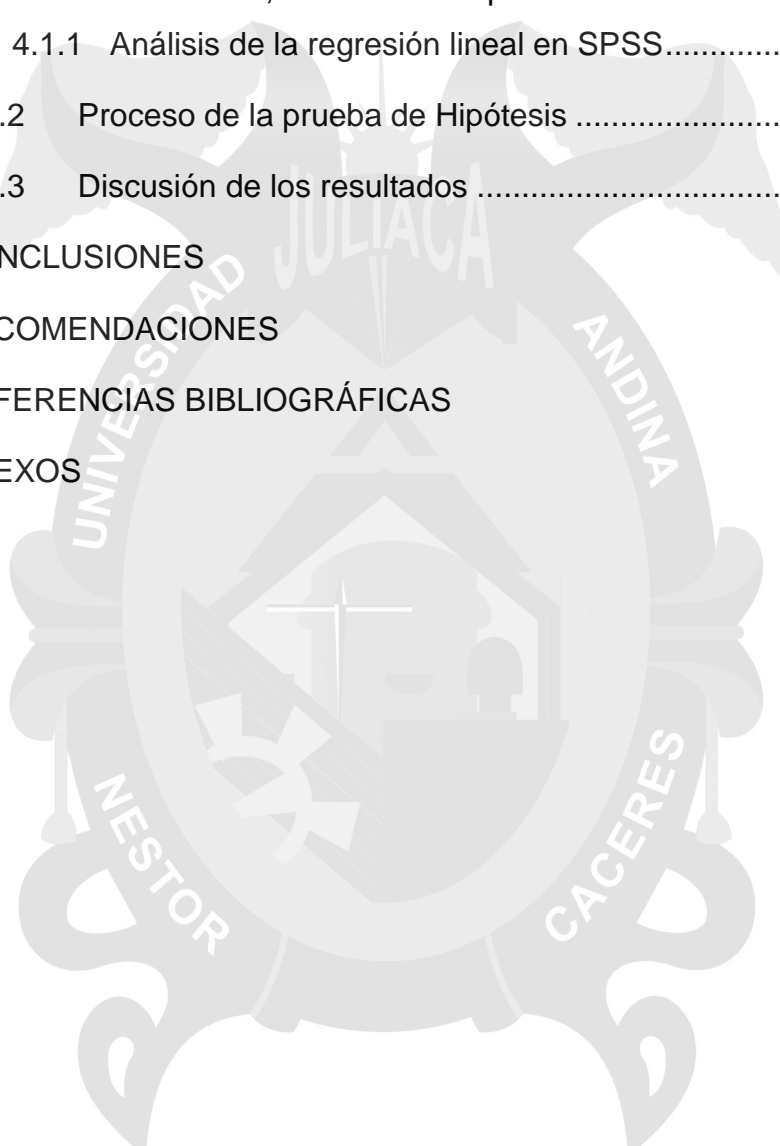 4.1.1 Análisis de la regresión lineal en SPSS.............
.2 Proceso de la prueba de Hipótesis .......................
.3 Discusión de los resultados ..................................
NCLUSIONES
COMENDACIONES
FERENCIAS BIBLIOGRÁFICAS
EXOS
UNIVERSIDAD ANDINA
NESTOR CACERES
JULIACA